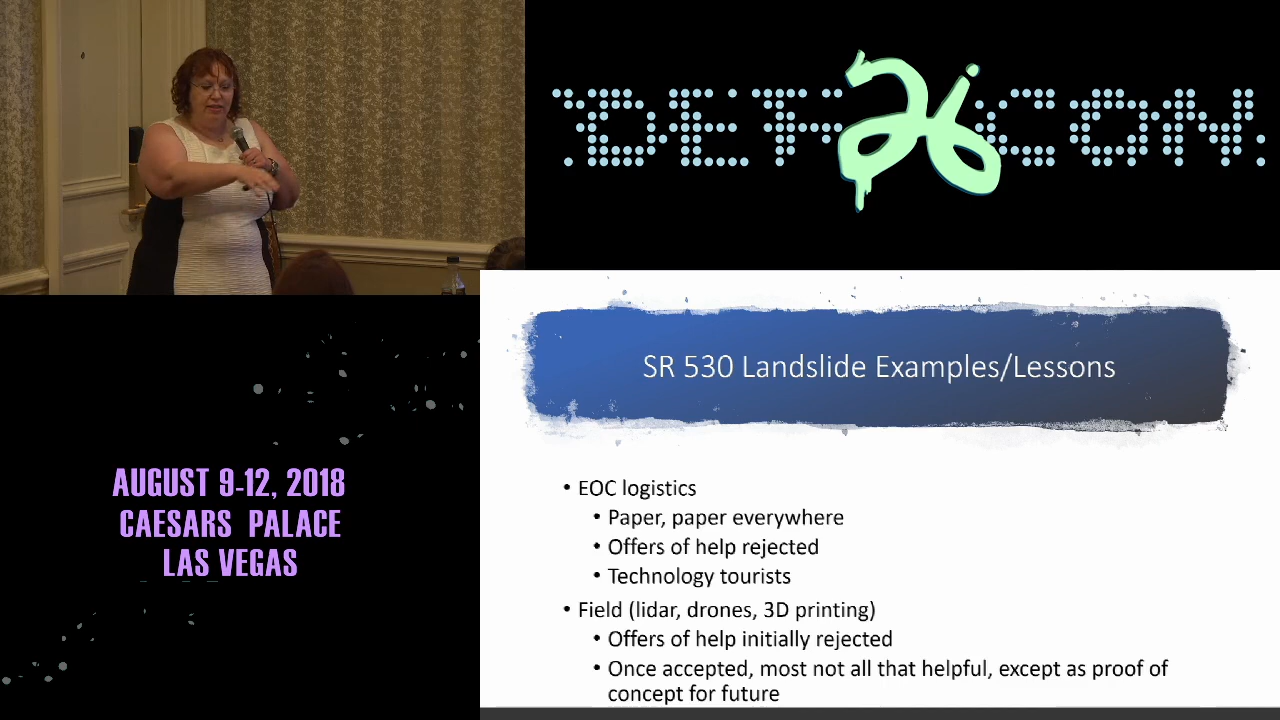 DEF 26 CON
SR 530 Landslide Examples/Lessons
• EOC logistics
• Paper, paper everywhere
• Offers of help rejected
• Technology tourists
• Field (lidar, drones, 3D printing)
• Offers of help initially rejected
• Once accepted, most not all that helpful, except as proof of
concept for future
AUGUST 9-12, 2018
CAESARS PALACE
LAS VEGAS